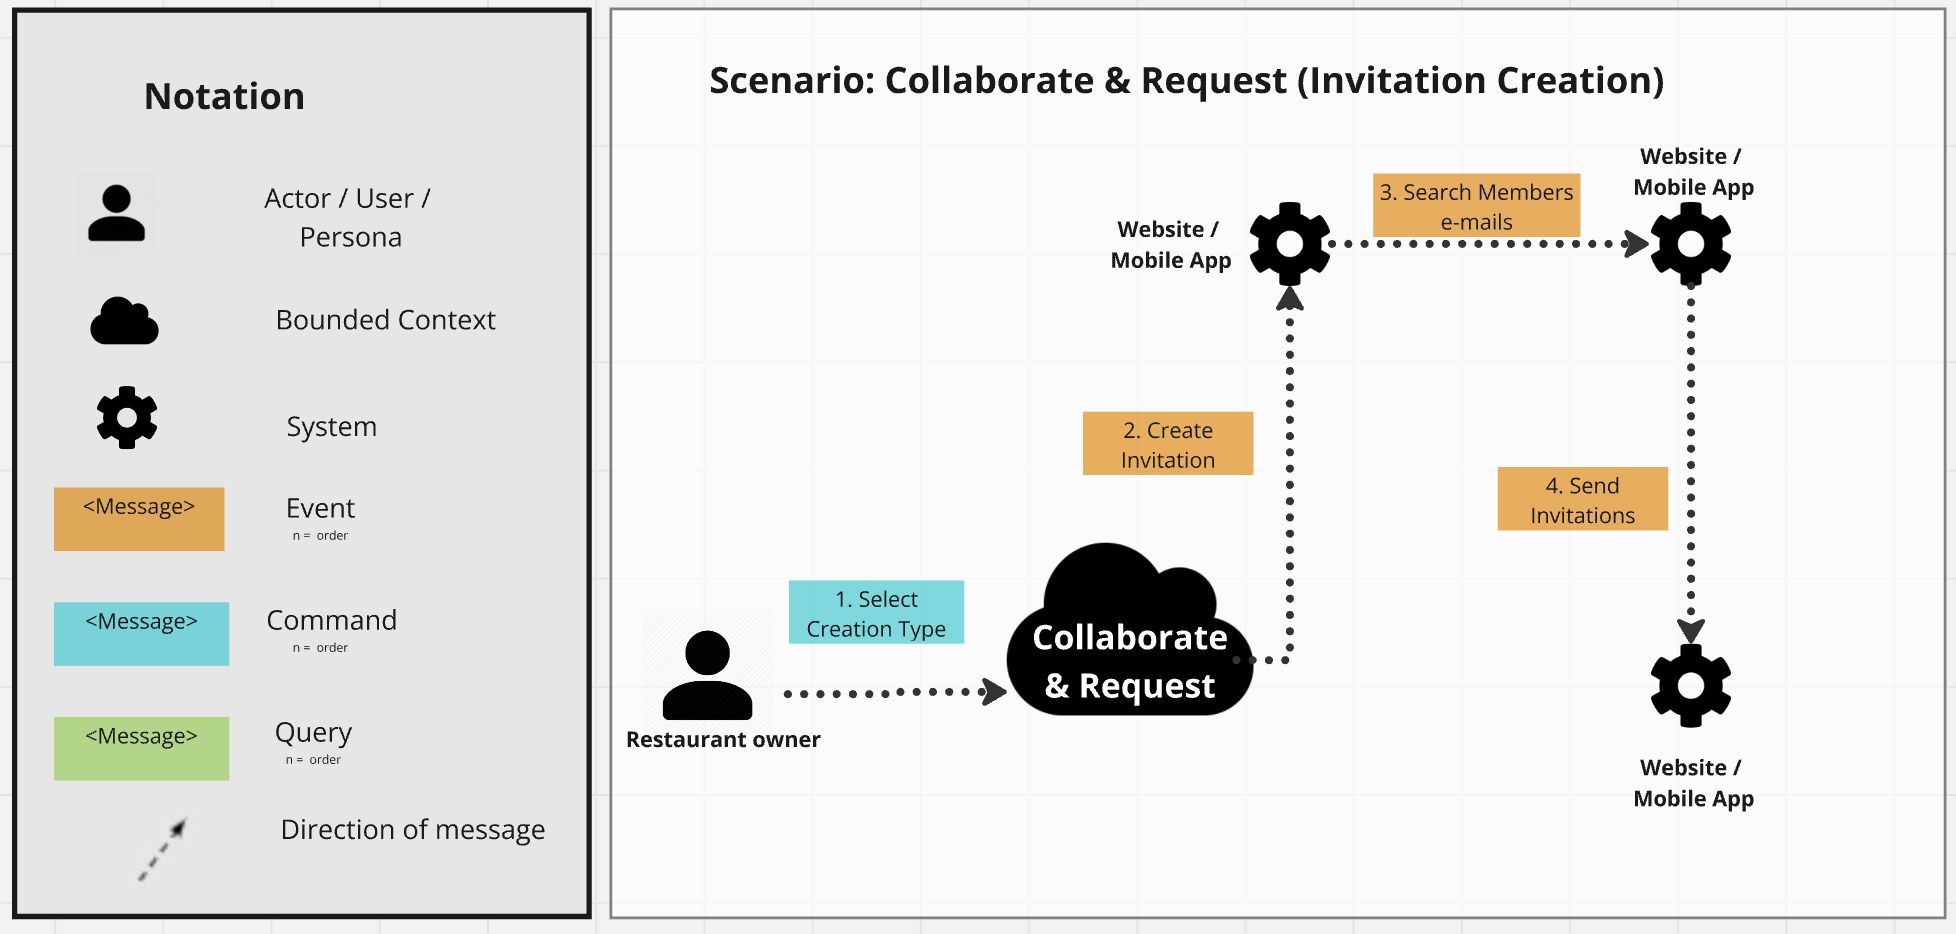 Notation
Actor / User /
Persona
Bounded Context
System
<Message>
Event
n = order
<Message>
Command
n = order
<Message>
Query
n = order
Direction of message
Scenario: Collaborate & Request (Invitation Creation)
Website /
Mobile App
3. Search Members
e-mails
Website /
Mobile App
2. Create
Invitation
4. Send
Invitations
1. Select
Creation Type
Collaborate
& Request
Restaurant owner
Website /
Mobile App